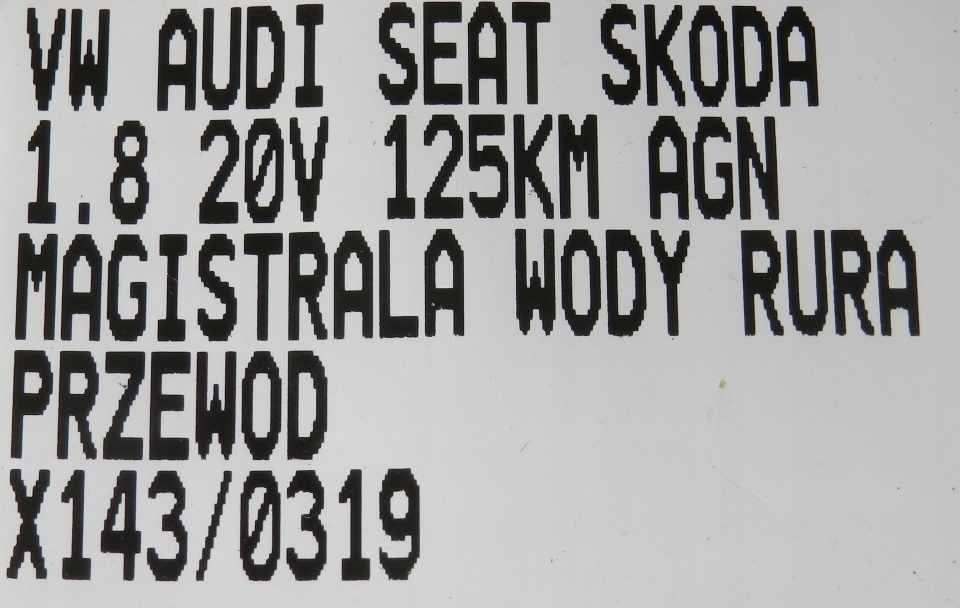 VW AUDI SEAT SKODA
1.8 20V 125KM AGN
MAGISTRALA WODY RURA
PRZEWOD
X143/0319